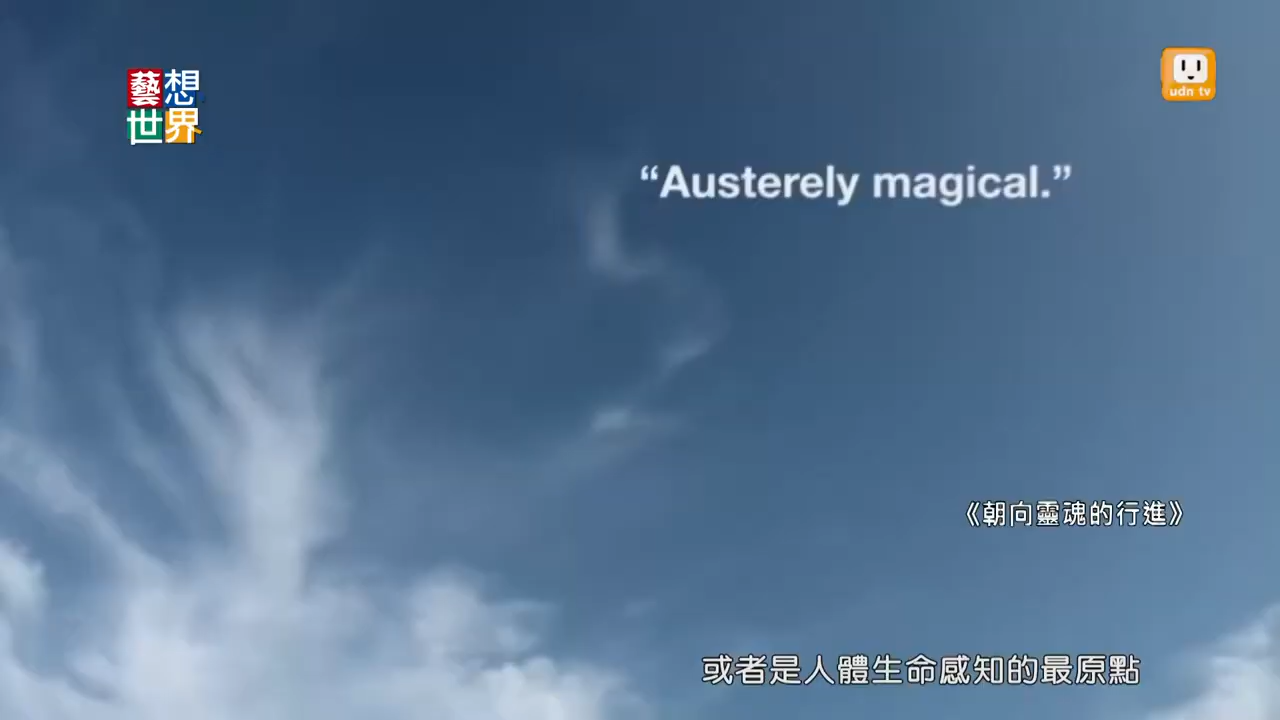 藝想
世界
udn tv
“Austerely magical.”
《朝向靈魂的行進》
或者是人體生命感知的最原點